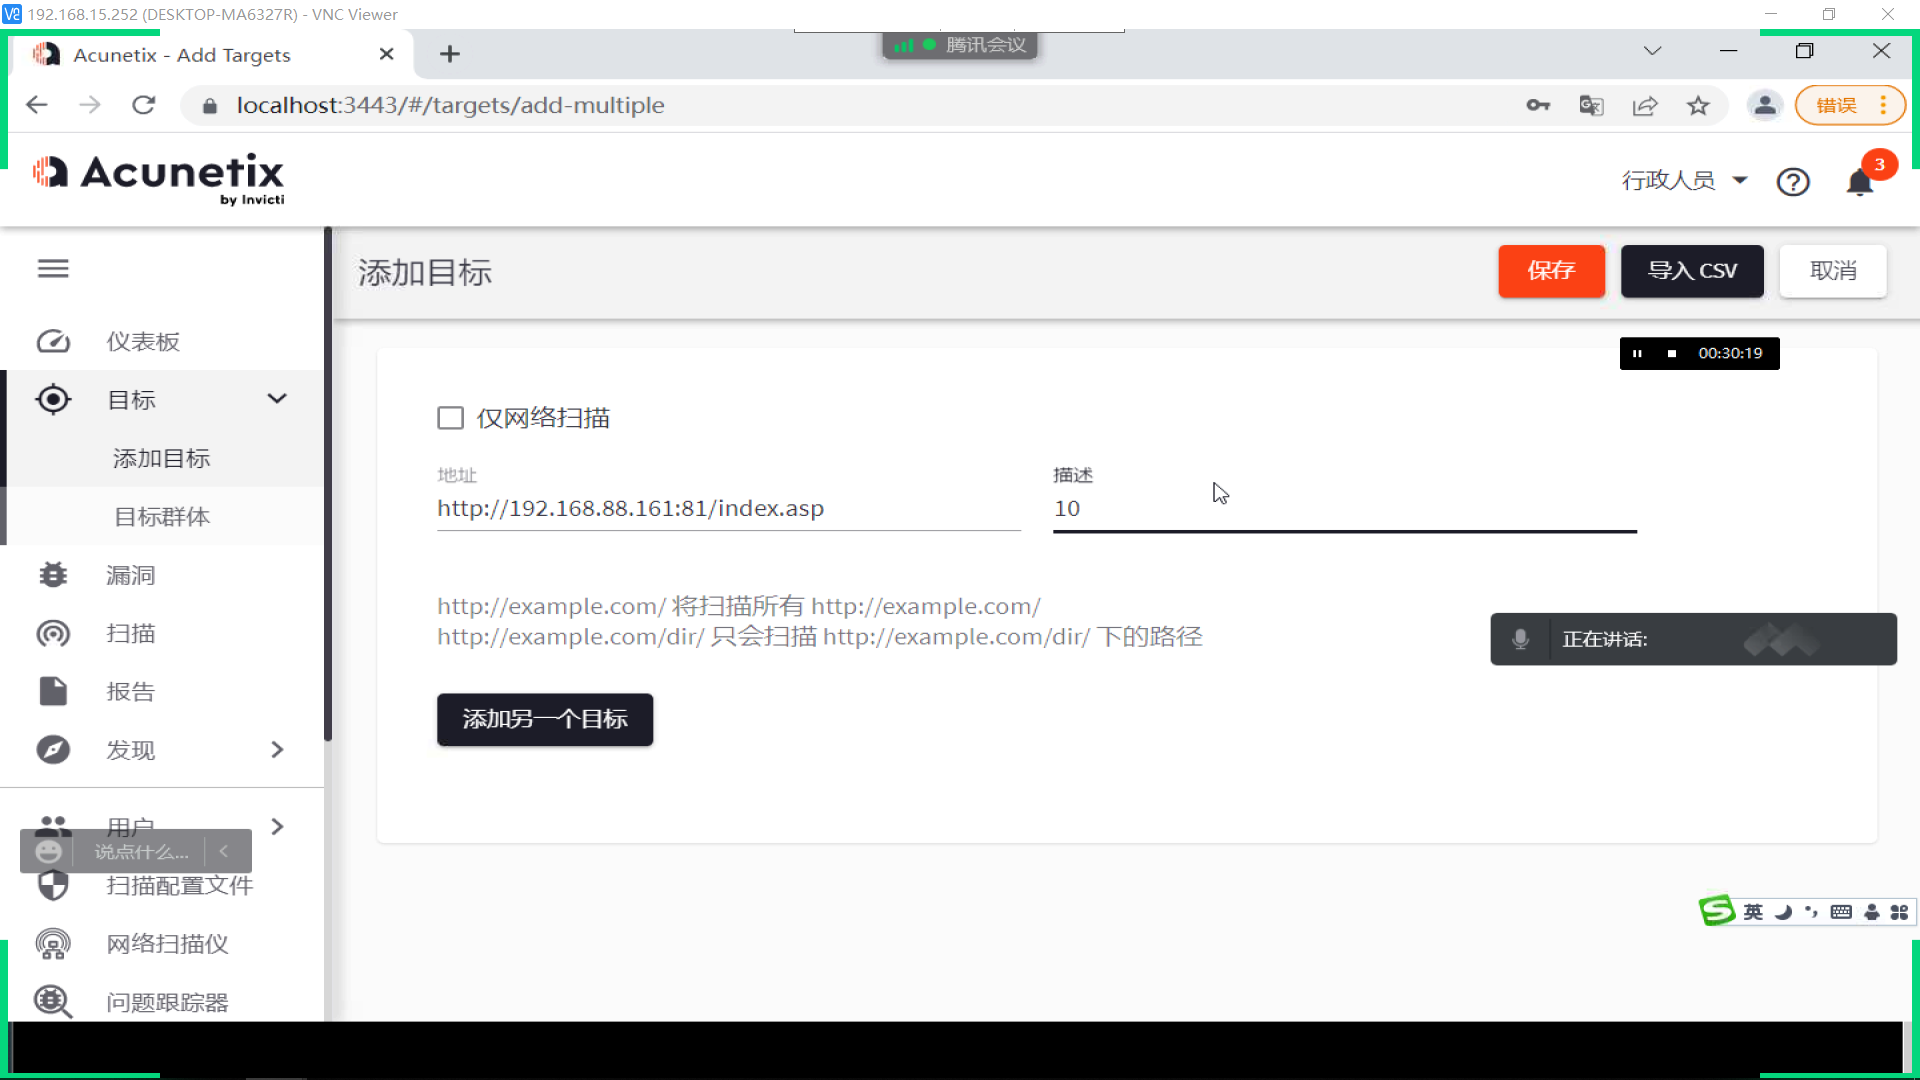 192.168.15.252 (DESKTOP-MA6327R) - VNC Viewer
Acunetix - Add Targets
腾讯会议
localhost:3443/#/targets/add-multiple
错误
Acunetix
by Invicti
行政人员
3
添加目标
保存
导入 CSV
取消
00:30:19
仪表板
目标
添加目标
目标群体
漏洞
扫描
报告
发现
用户
说点什么...
扫描配置文件
网络扫描仪
问题跟踪器
仅网络扫描
地址
描述
http://192.168.88.161:81/index.asp
10
http://example.com/ 将扫描所有 http://example.com/
http://example.com/dir/ 只会扫描 http://example.com/dir/ 下的路径
正在讲话:
添加另一个目标
英